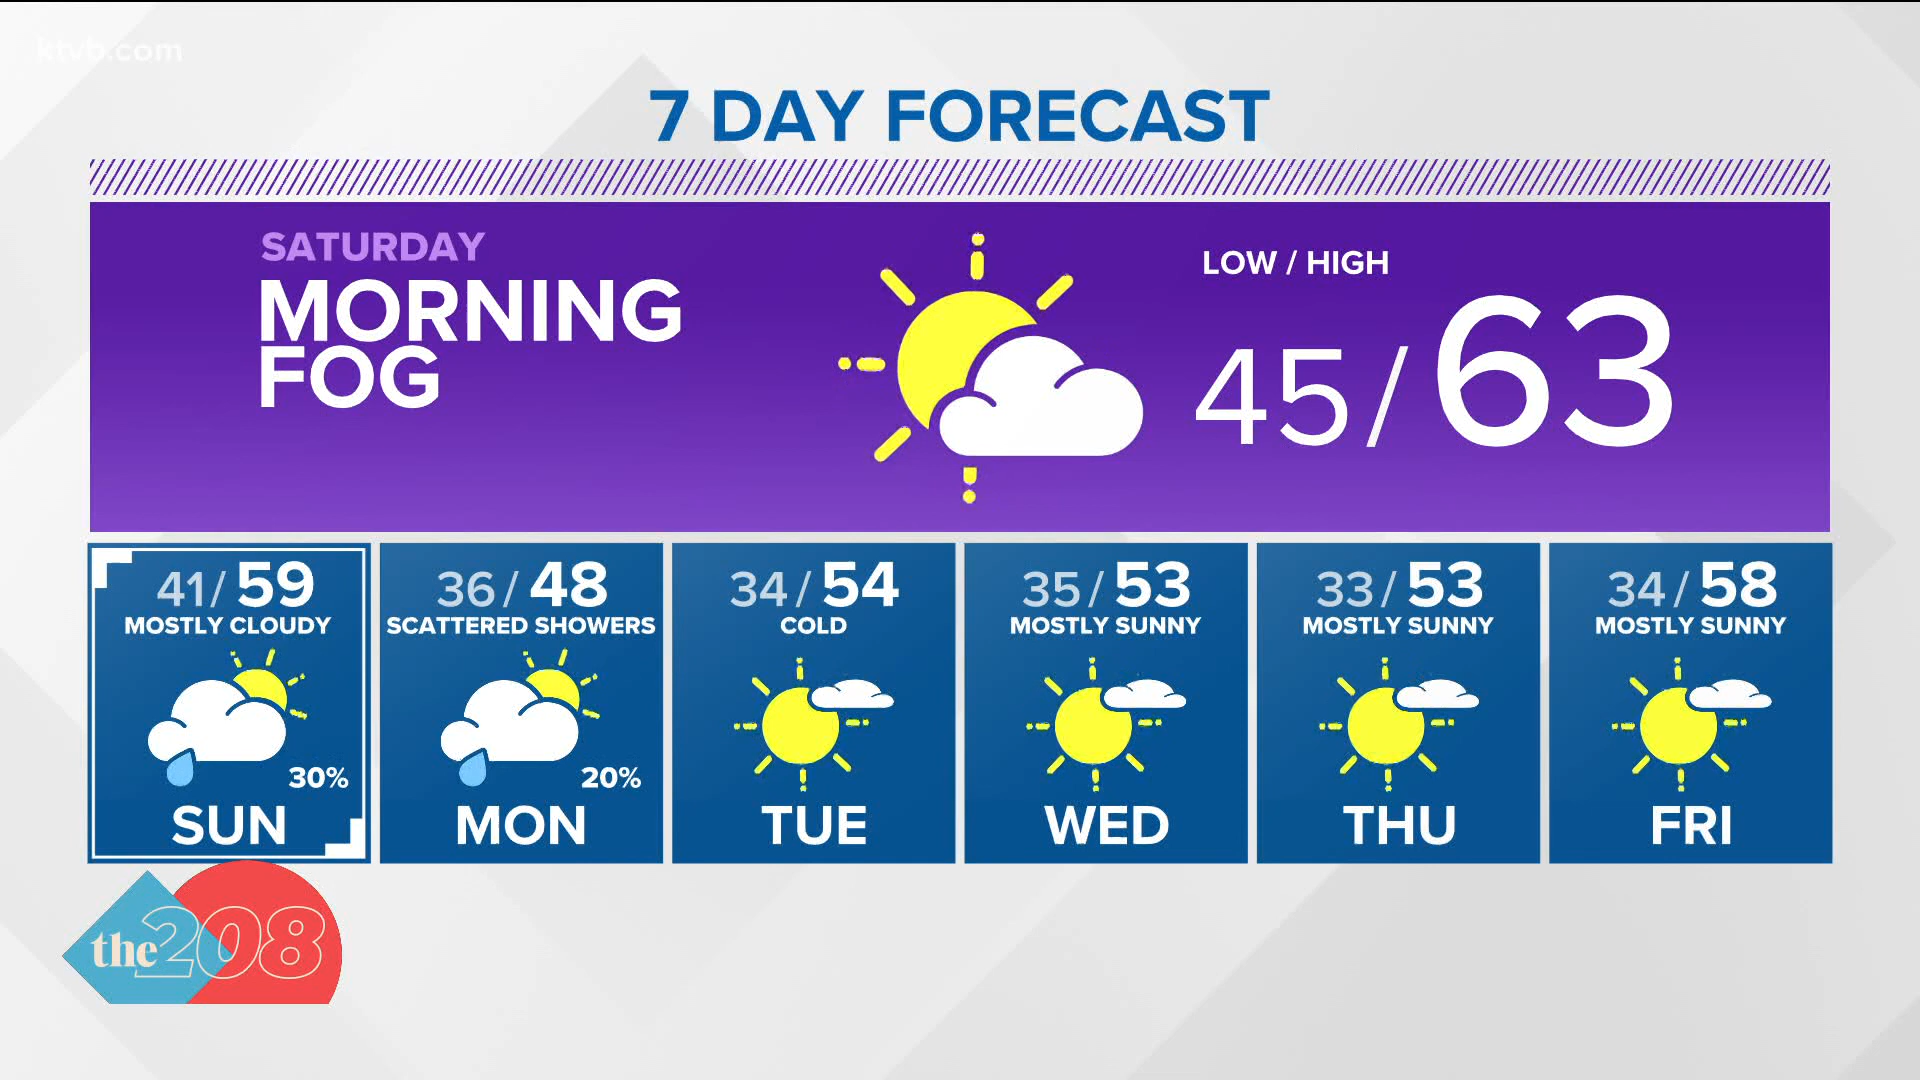 ktvb.com
7 DAY FORECAST
SATURDAY
MORNING
FOG
LOW / HIGH
45/63
41/59
MOSTLY CLOUDY
30%
SUN
36/48
SCATTERED SHOWERS
20%
MON
34/54
COLD
TUE
35/53
MOSTLY SUNNY
WED
33/53
MOSTLY SUNNY
THU
34/58
MOSTLY SUNNY
FRI
the208